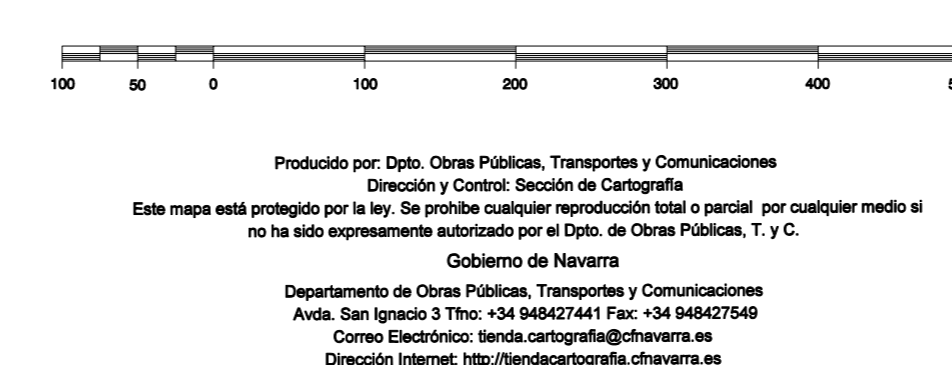 100 50 0 100 200 300 400
Producido por: Dpto. Obras Públicas, Transportes y Comunicaciones
Dirección y Control: Sección de Cartografía
Este mapa está protegido por la ley. Se prohibe cualquier reproducción total o parcial por cualquier medio si
no ha sido expresamente autorizado por el Dpto. de Obras Públicas, T. y C.
Gobierno de Navarra
Departamento de Obras Públicas, Transportes y Comunicaciones
Avda. San Ignacio 3 Tfno: +34 948427441 Fax: +34 948427549
Correo Electrónico: tienda.cartografia@cfnavarra.es
Dirección Internet: http://tiendacartografia.cfnavarra.es